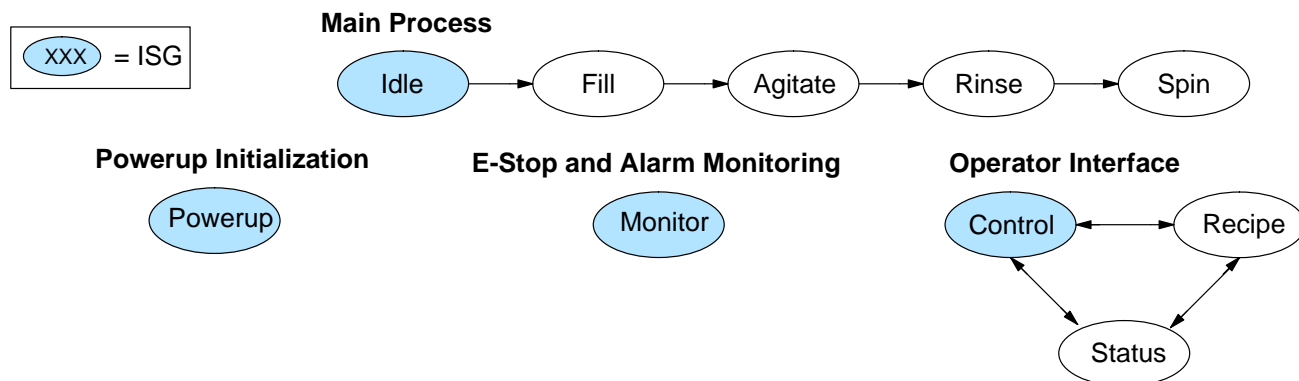 Main Process
XXX = ISG
Idle Fill Agitate Rinse Spin
Powerup Initialization E-Stop and Alarm Monitoring Operator Interface
Powerup Monitor Control Recipe
Status